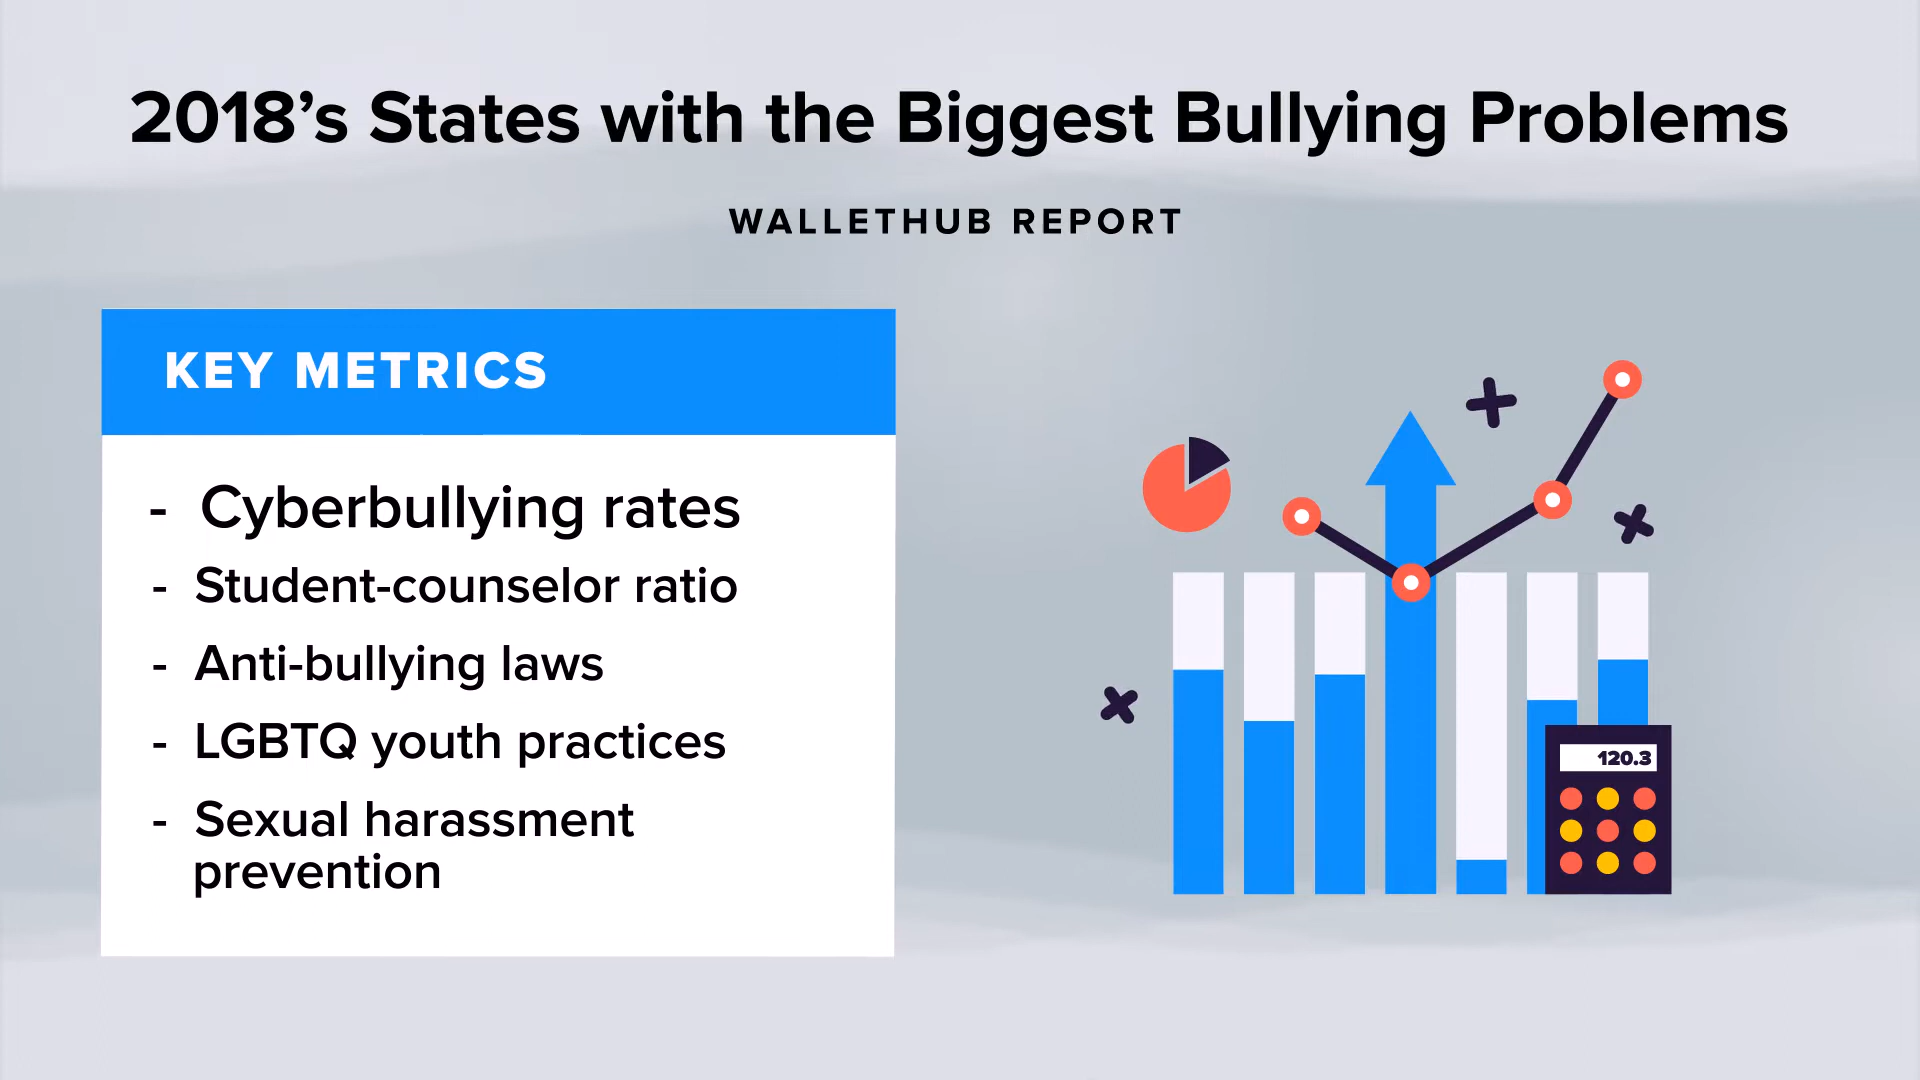 2018’s States with the Biggest Bullying Problems
WALLETHUB REPORT
KEY METRICS
- Cyberbullying rates
- Student-counselor ratio
- Anti-bullying laws
- LGBTQ youth practices
- Sexual harassment
prevention
120.3